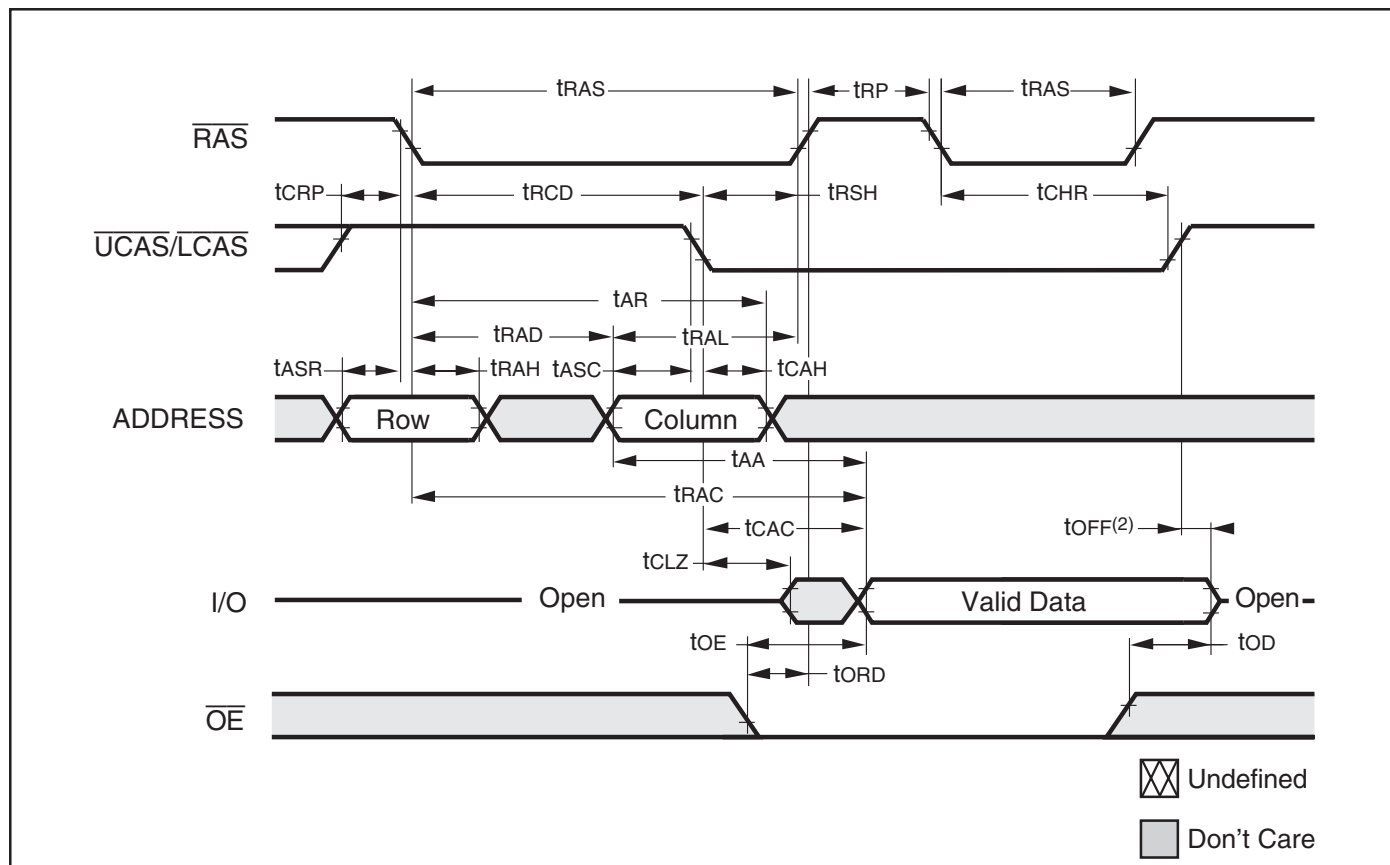 tRAS tRP tRAS
RAS
tCRP tRCD tRSH tCHR
UCAS/LCAS
tAR
tRAD tRAL
tASR tRAH tASC tCAH
ADDRESS Row Column
tAA
tRAC
tCAC tOFF(2)
tCLZ
I/O Open Valid Data Open
tOE tOD
tORD
OE
Undefined
Don't Care